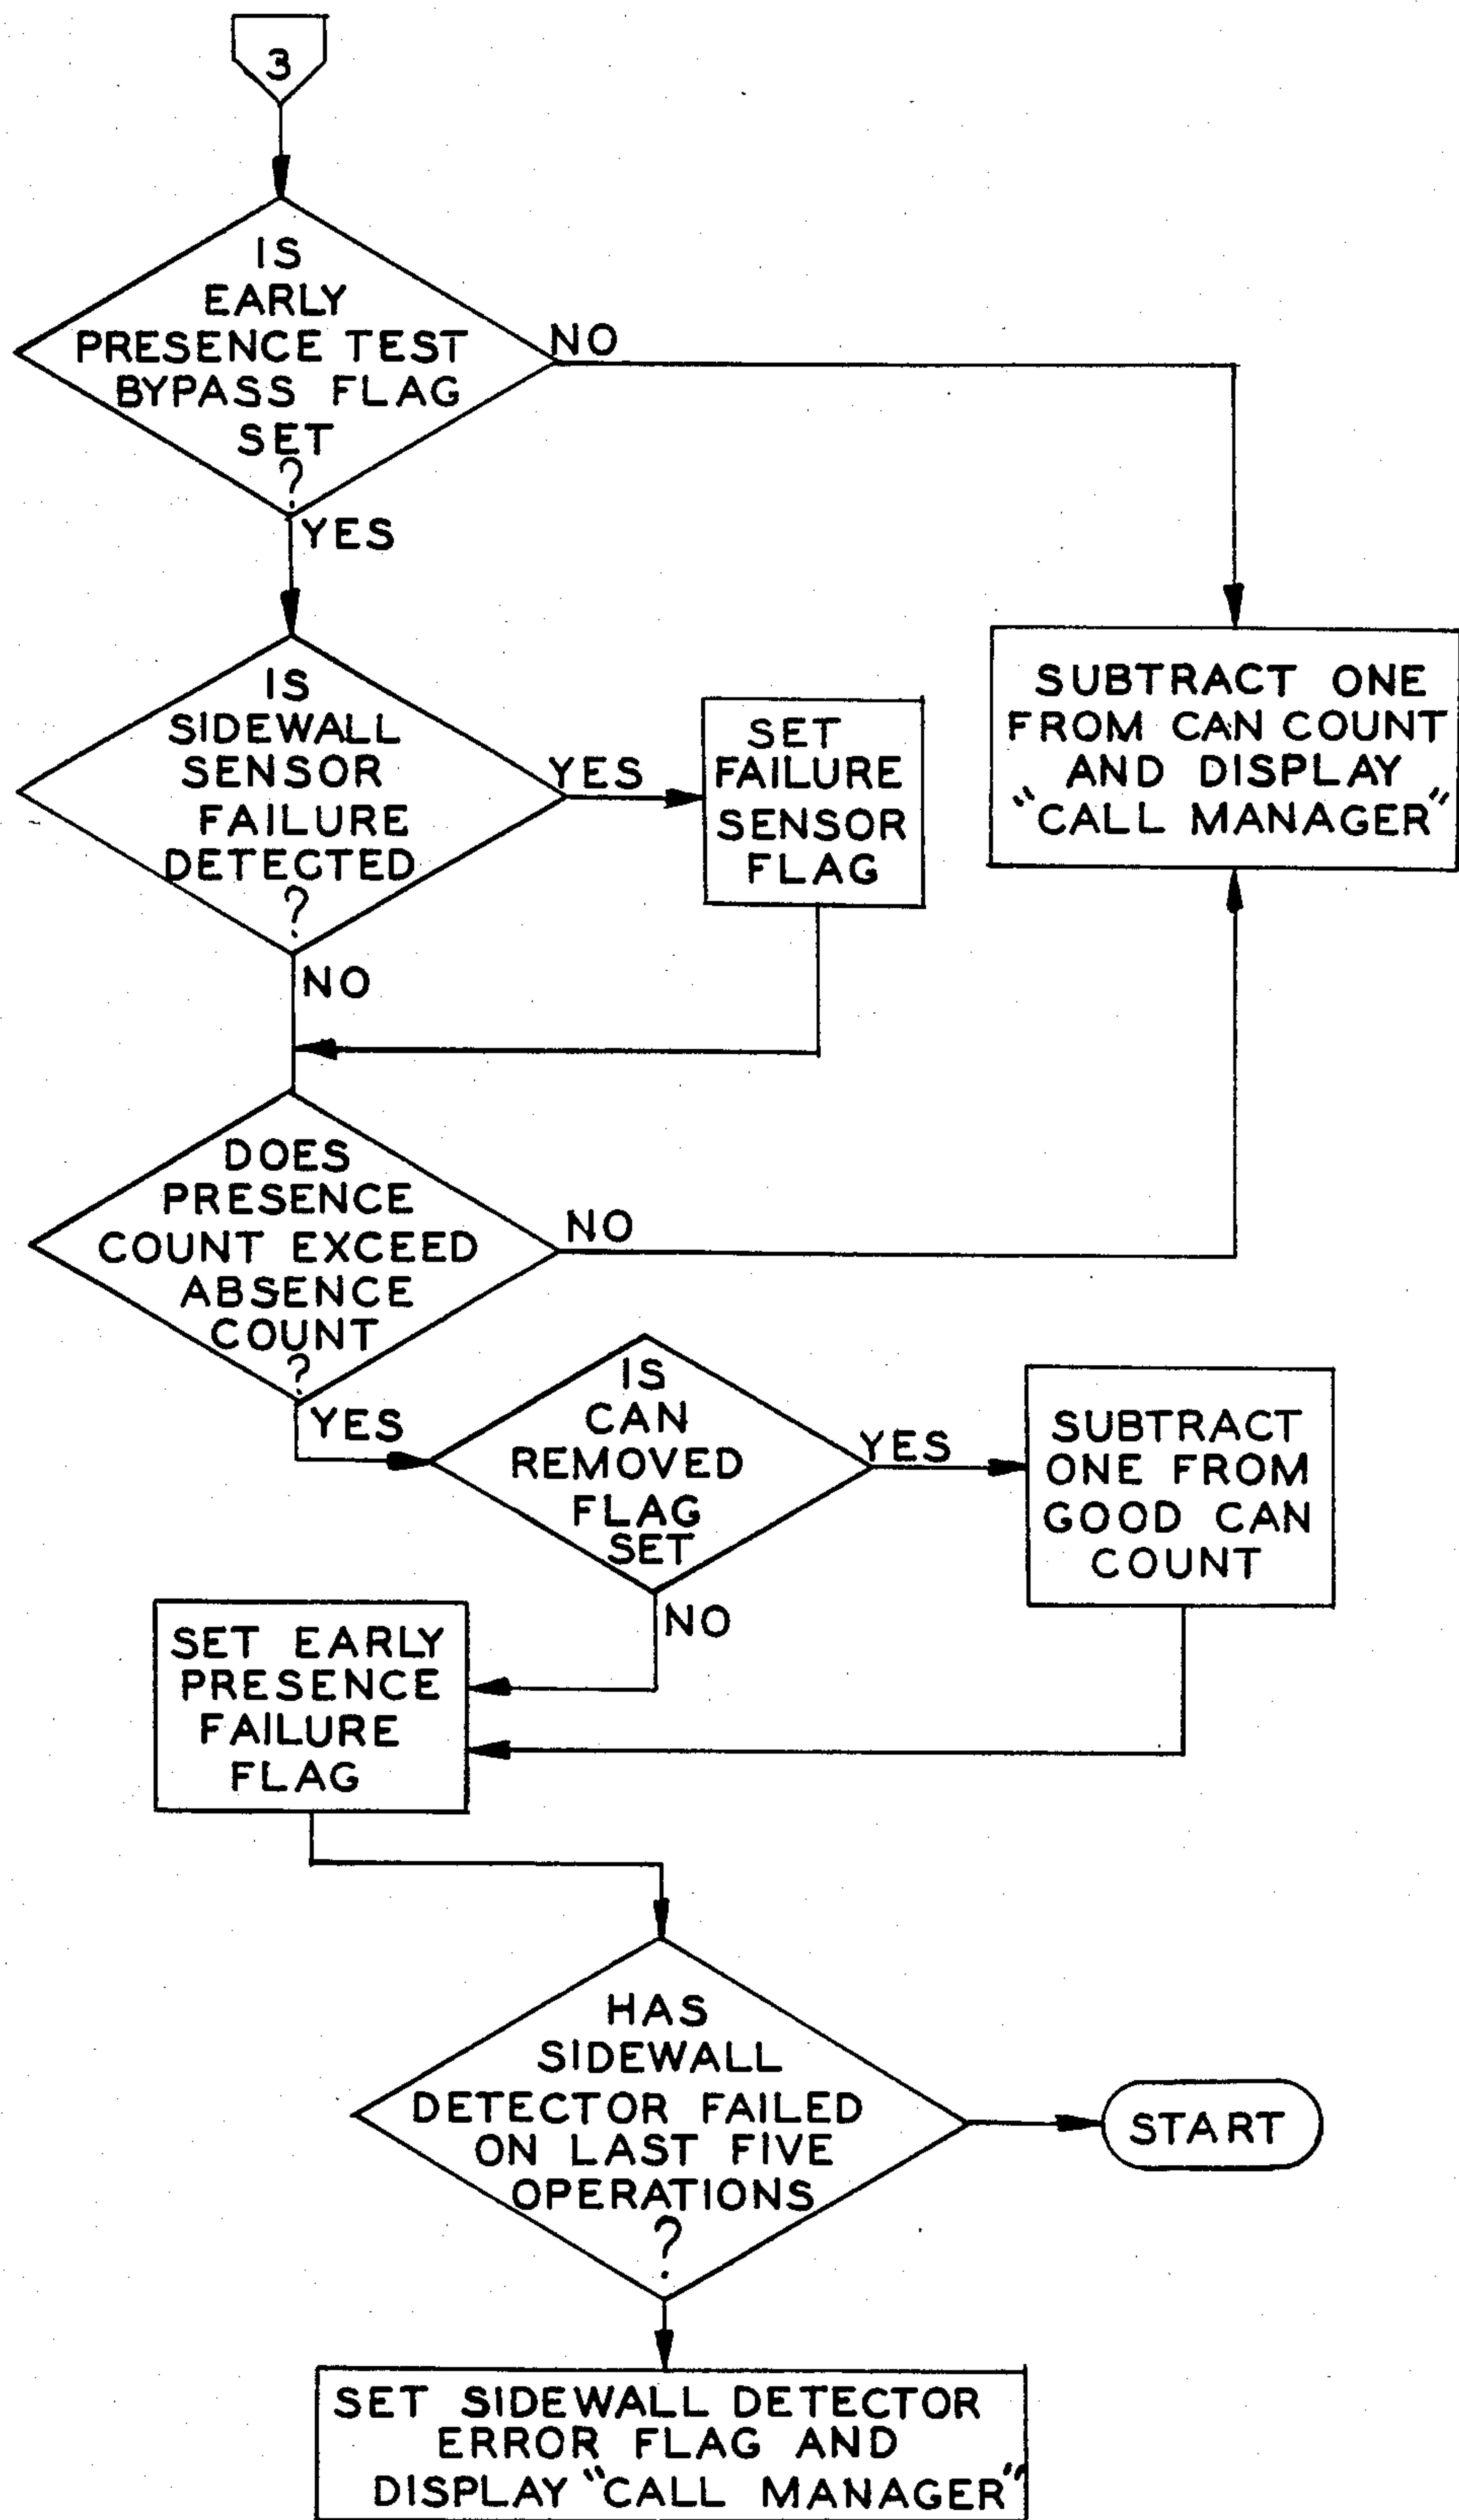 3
IS
EARLY
PRESENCE TEST
BYPASS FLAG
SET
?
NO
YES
IS
SIDEWALL
SENSOR
FAILURE
DETECTED
?
YES
NO
SET
FAILURE
SENSOR
FLAG
SUBTRACT ONE
FROM CAN COUNT
AND DISPLAY
"CALL MANAGER"
DOES
PRESENCE
COUNT EXCEED
ABSENCE
COUNT
?
NO
YES
IS
CAN
REMOVED
FLAG
SET
YES
NO
SUBTRACT
ONE FROM
GOOD CAN
COUNT
SET EARLY
PRESENCE
FAILURE
FLAG
HAS
SIDEWALL
DETECTOR FAILED
ON LAST FIVE
OPERATIONS
?
START
SET SIDEWALL DETECTOR
ERROR FLAG AND
DISPLAY "CALL MANAGER"